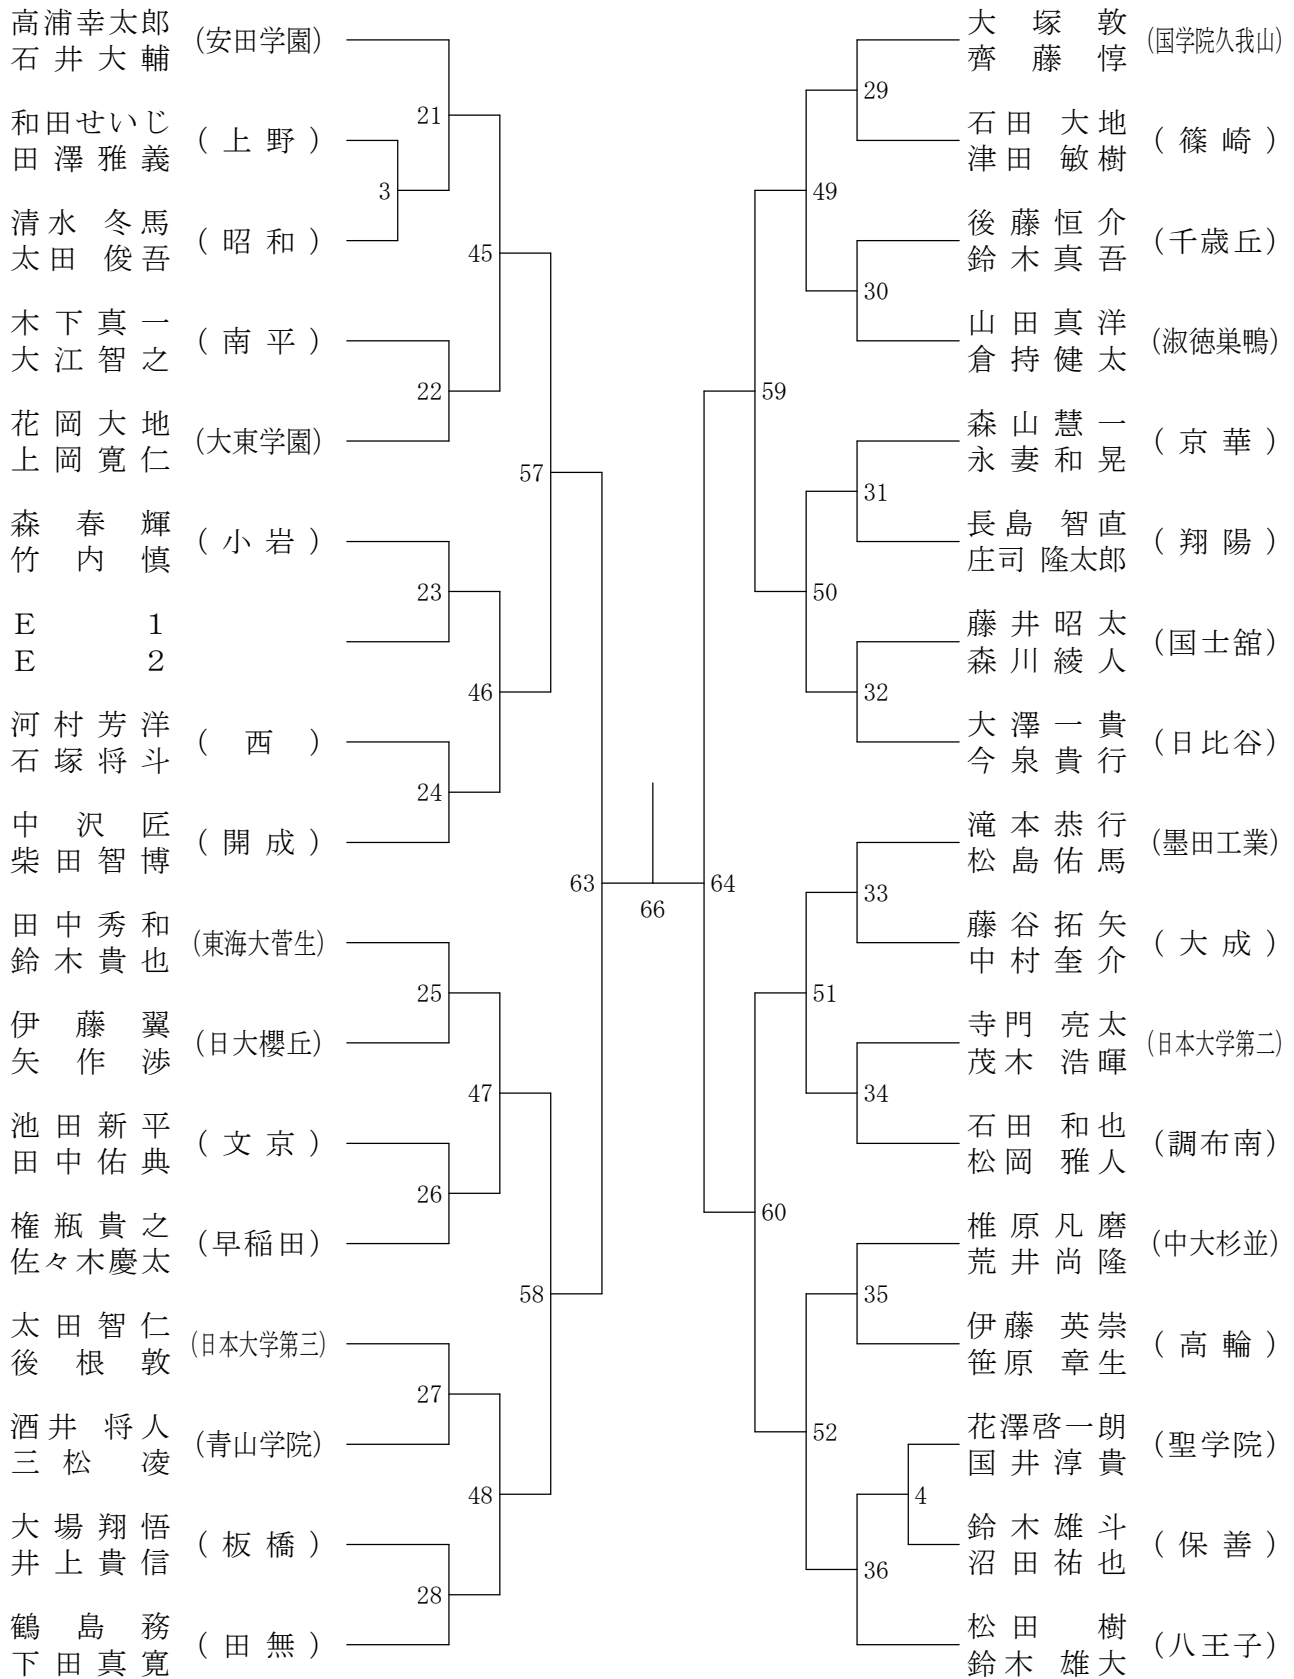 高浦幸太郎
石井大輔
(安田学園)
和田せいじ
田澤雅義
(上野)
清水 冬馬
太田 俊吾
(昭和)
木下真一
大江智之
(南平)
花岡大地
上岡寛仁
(大東学園)
森春輝
竹内慎
(小岩)
E 1
E 2
河村芳洋
石塚将斗
(西)
中沢匠
柴田智博
(開成)
田中秀和
鈴木貴也
(東海大菅生)
伊藤翼
矢作渉
(日大櫻丘)
池田新平
田中佑典
(文京)
権瓶貴之
佐々木慶太
(早稲田)
太田智仁
後根敦
(日本大学第三)
酒井 将人
三松 凌
(青山学院)
大場翔悟
井上貴信
(板橋)
鶴島務
下田真寛
(田無)
21
3
45
22
57
23
46
24
63
25
47
26
58
27
48
28
66
64
29
49
30
59
31
50
32
33
51
34
60
35
52
4
36
大塚敦
齊藤惇
(国学院久我山)
石田 大地
津田 敏樹
(篠崎)
後藤恒介
鈴木真吾
(千歳丘)
山田真洋
倉持健太
(淑徳巣鴨)
森山慧一
永妻和晃
(京華)
長島 智直
庄司 隆太郎
(翔陽)
藤井昭太
森川綾人
(国士舘)
大澤一貴
今泉貴行
(日比谷)
滝本恭行
松島佑馬
(墨田工業)
藤谷拓矢
中村奎介
(大成)
寺門 亮太
茂木 浩暉
(日本大学第二)
石田 和也
松岡 雅人
(調布南)
椎原凡磨
荒井尚隆
(中大杉並)
伊藤 英崇
笹原 章生
(高輪)
花澤啓一朗
国井淳貴
(聖学院)
鈴木雄斗
沼田祐也
(保善)
松田 樹
鈴木 雄大
(八王子)